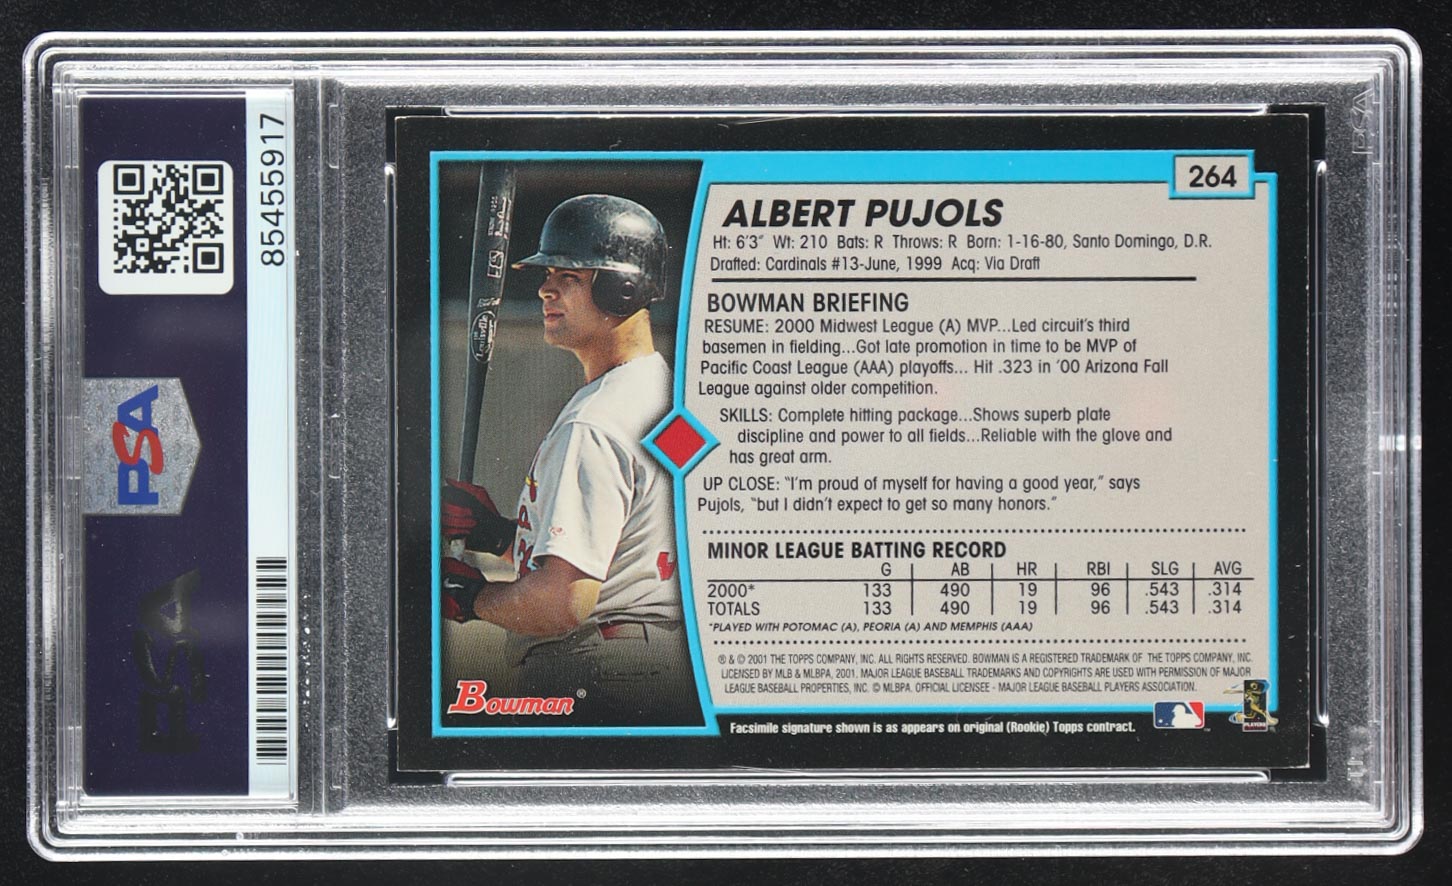 85455917
PSA
PSA
264
ALBERT PUJOLS
Ht: 6'3" Wt: 210 Bats: R Throws: R Born: 1-16-80, Santo Domingo, D.R.
Drafted: Cardinals #13-June, 1999 Acq: Via Draft
BOWMAN BRIEFING
RESUME: 2000 Midwest League (A) MVP...Led circuit's third
basemen in fielding...Got late promotion in time to be MVP of
Pacific Coast League (AAA) playoffs... Hit .323 in '00 Arizona Fall
League against older competition.
SKILLS: Complete hitting package...Shows superb plate
discipline and power to all fields...Reliable with the glove and
has great arm.
UP CLOSE: "I'm proud of myself for having a good year," says
Pujols, "but I didn't expect to get so many honors."
MINOR LEAGUE BATTING RECORD
G AB HR RBI SLG AVG
2000* 133 490 19 96 .543 .314
TOTALS 133 490 19 96 .543 .314
*PLAYED WITH POTOMAC (A), PEORIA (A) AND MEMPHIS (AAA)
® & © 2001 THE TOPPS COMPANY, INC. ALL RIGHTS RESERVED. BOWMAN IS A REGISTERED TRADEMARK OF THE TOPPS COMPANY, INC.
LICENSED BY MLB & MLBPA, 2001. MAJOR LEAGUE BASEBALL TRADEMARKS AND COPYRIGHTS ARE USED WITH PERMISSION OF MAJOR
LEAGUE BASEBALL PROPERTIES, INC. © MLBPA. OFFICIAL LICENSEE - MAJOR LEAGUE BASEBALL PLAYERS ASSOCIATION.
Facsimile signature shown is as appears on original (Rookie) Topps contract.
Bowman®
Louisville
PLAYERS
PSA